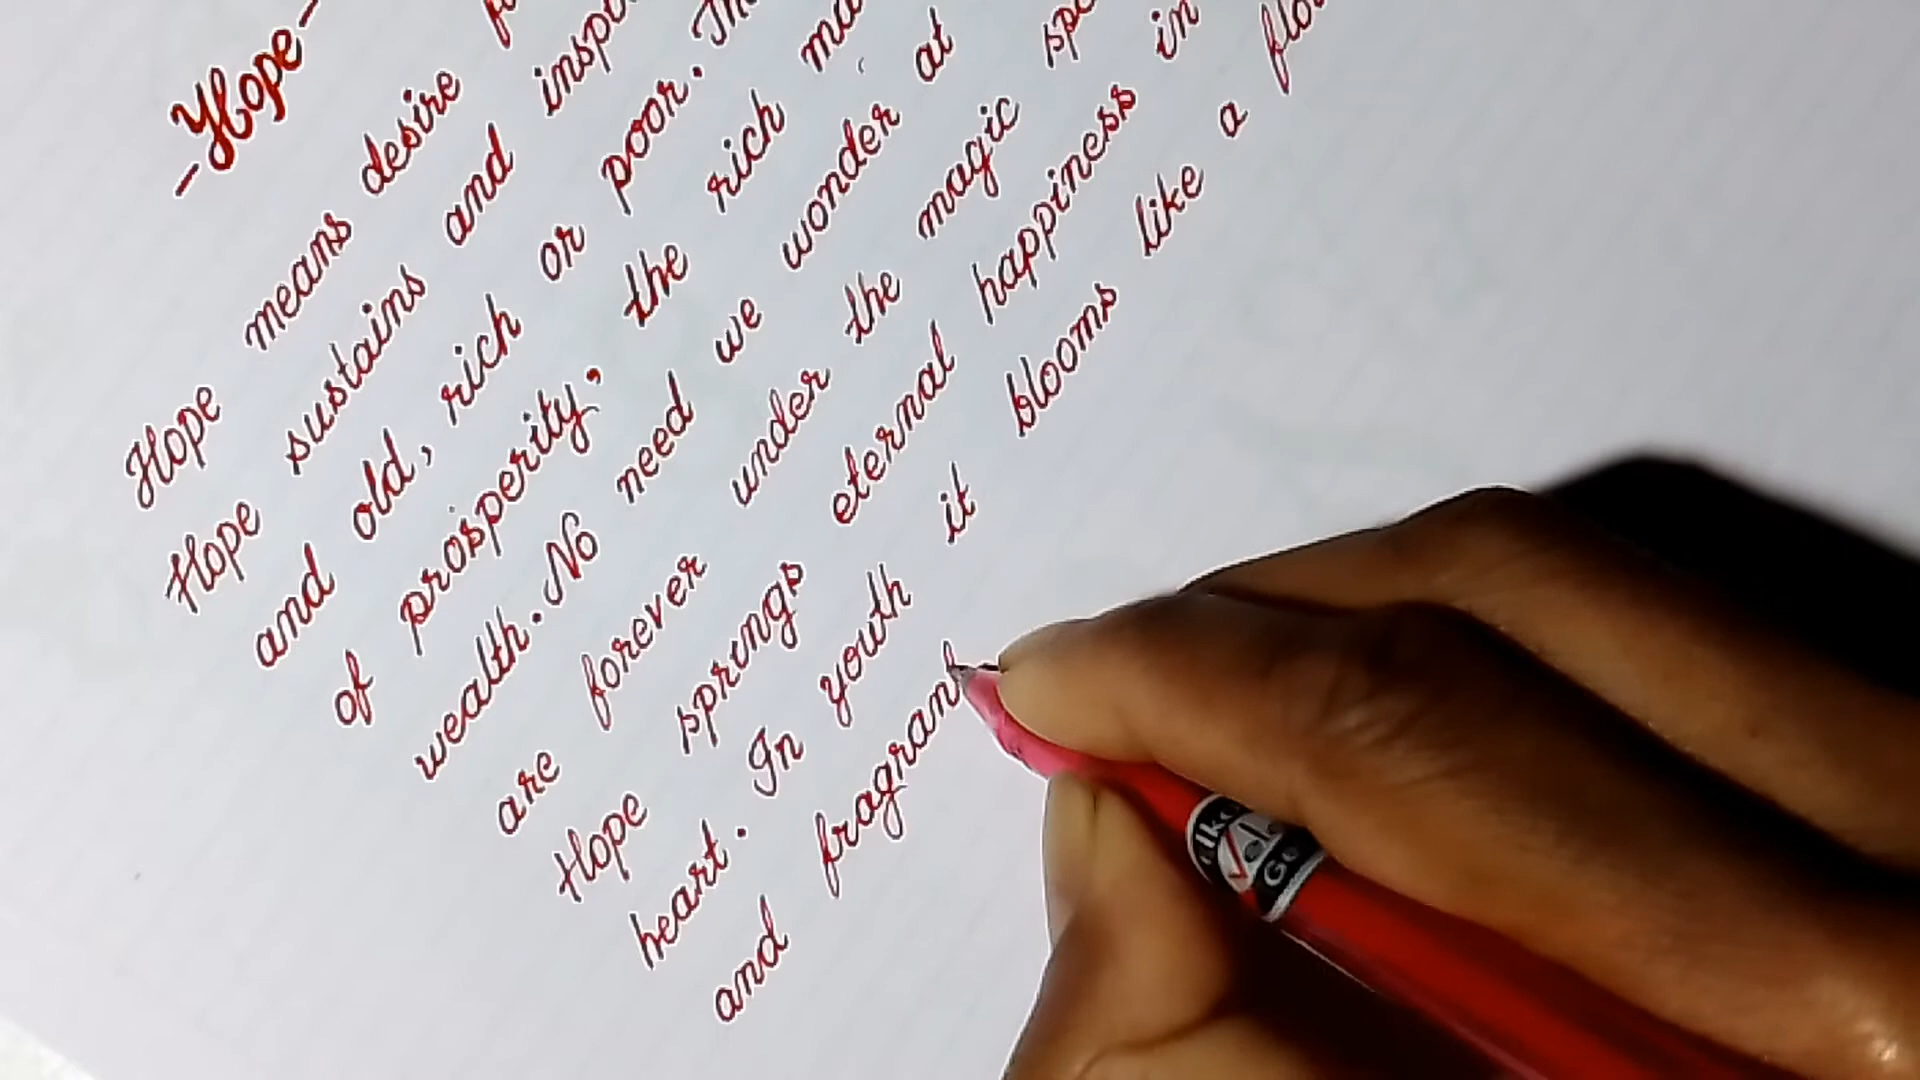 -Hope-
Hope means desire
Hope sustains and
and old, rich or poor.
of prosperity, the rich
wealth. No need we wonder at
are forever under the magic
Hope springs eternal happiness in
heart. In youth it blooms like a
and fragran